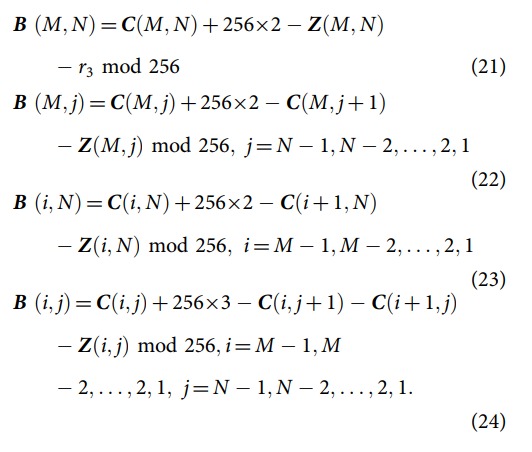 B (M, N) = C(M, N) + 256×2 − Z(M, N)
− r₃ mod 256 (21)
B (M, j) = C(M, j) + 256×2 − C(M, j+1)
− Z(M, j) mod 256, j = N − 1, N − 2, . . . , 2, 1
(22)
B (i, N) = C(i, N) + 256×2 − C(i+1, N)
− Z(i, N) mod 256, i = M − 1, M − 2, . . . , 2, 1
(23)
B (i, j) = C(i, j) + 256×3 − C(i, j+1) − C(i+1, j)
− Z(i, j) mod 256, i = M − 1, M
− 2, . . . , 2, 1, j = N − 1, N − 2, . . . , 2, 1.
(24)